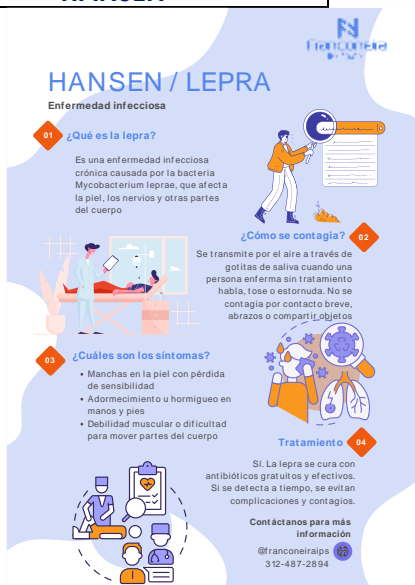 HANSEN / LEPRA
Enfermedad infecciosa
01
¿Qué es la lepra?
Es una enfermedad infecciosa
crónica causada por la bacteria
Mycobacterium leprae, que afecta
la piel, los nervios y otras partes
del cuerpo
¿Cómo se contagia?
02
Se transmite por el aire a través de
gotitas de saliva cuando una
persona enferma sin tratamiento
habla, tose o estornuda. No se
contagia por contacto breve,
abrazos o compartir objetos
03
¿Cuáles son los síntomas?
• Manchas en la piel con pérdida
de sensibilidad
• Adormecimiento u hormigueo en
manos y pies
• Debilidad muscular o dificultad
para mover partes del cuerpo
Tratamiento
04
Sí. La lepra se cura con
antibióticos gratuitos y efectivos.
Si se detecta a tiempo, se evitan
complicaciones y contagios.
Contáctanos para más
información
@franconeiraips
312-487-2894